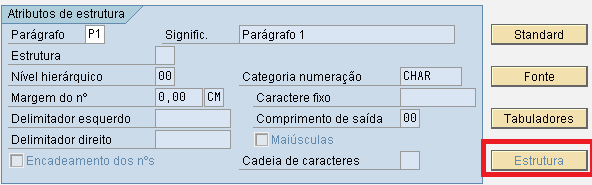 Atributos de estrutura
Parágrafo P1 Signific. Parágrafo 1 Standard
Estrutura
Nível hierárquico 00 Categoria numeração CHAR Fonte
Margem do nº 0,00 CM Caractere fixo
Delimitador esquerdo Comprimento de saída 00 Tabuladores
Delimitador direito Maiúsculas
Encadeamento dos nºs Cadeia de caracteres Estrutura